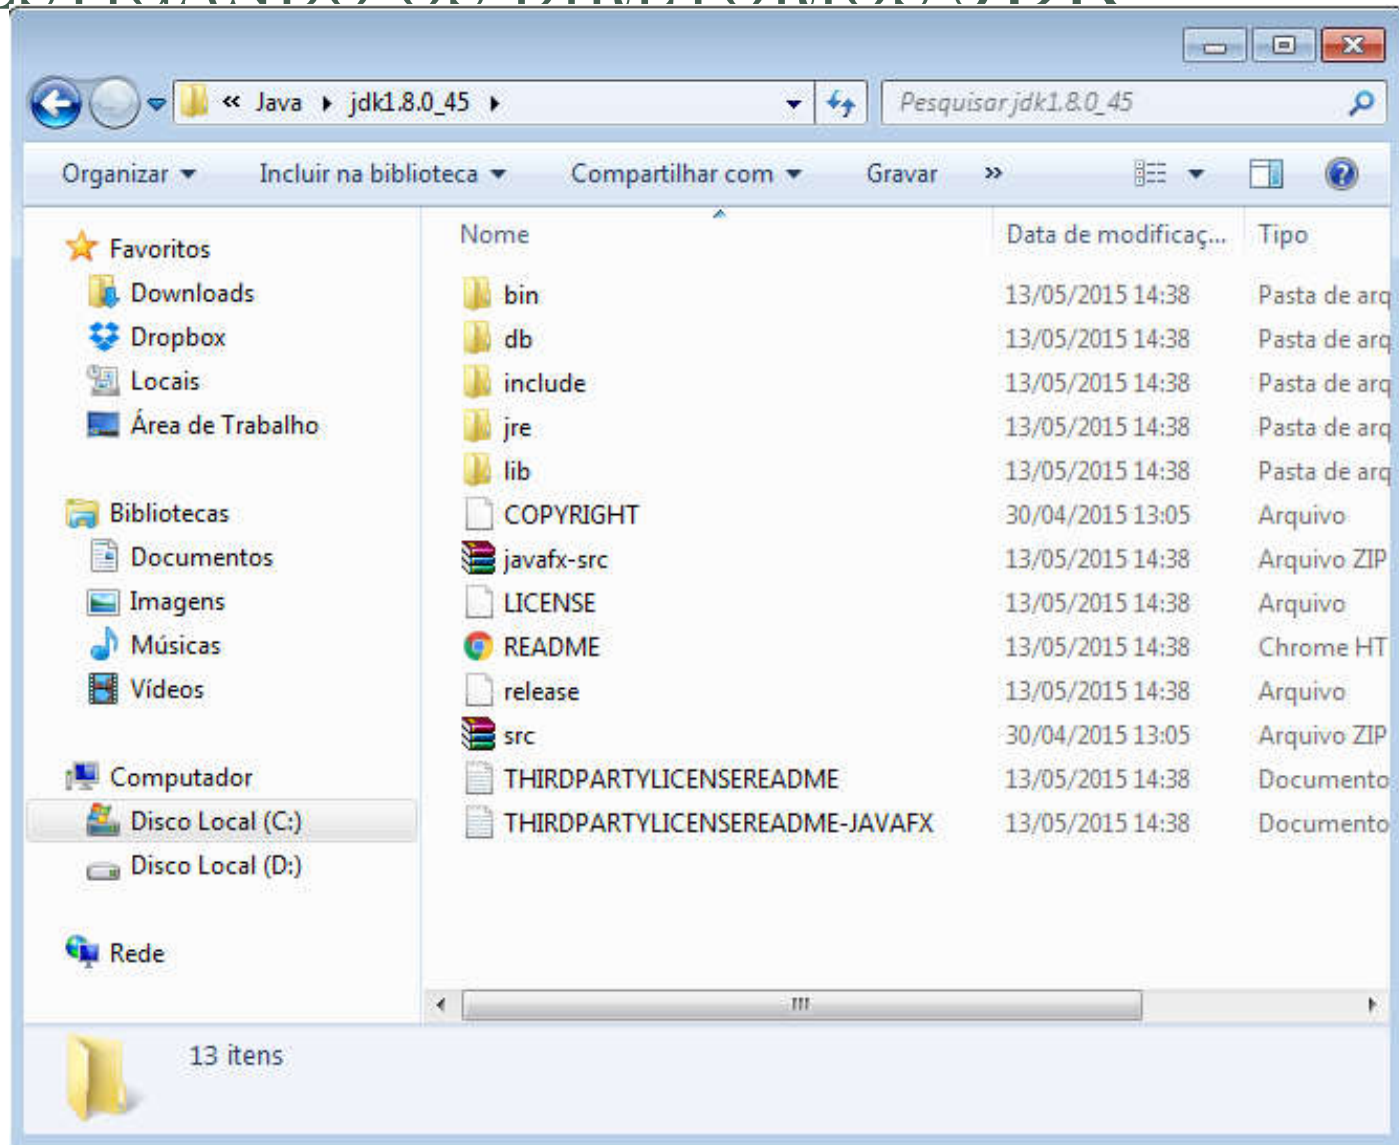 « Java ▸ jdk1.8.0_45 ▸ Pesquisar jdk1.8.0_45
Organizar Incluir na biblioteca Compartilhar com Gravar »
Favoritos
Downloads
Dropbox
Locais
Área de Trabalho
Bibliotecas
Documentos
Imagens
Músicas
Vídeos
Computador
Disco Local (C:)
Disco Local (D:)
Rede
Nome Data de modificaç... Tipo
bin 13/05/2015 14:38 Pasta de arq
db 13/05/2015 14:38 Pasta de arq
include 13/05/2015 14:38 Pasta de arq
jre 13/05/2015 14:38 Pasta de arq
lib 13/05/2015 14:38 Pasta de arq
COPYRIGHT 30/04/2015 13:05 Arquivo
javafx-src 13/05/2015 14:38 Arquivo ZIP
LICENSE 13/05/2015 14:38 Arquivo
README 13/05/2015 14:38 Chrome HT
release 13/05/2015 14:38 Arquivo
src 30/04/2015 13:05 Arquivo ZIP
THIRDPARTYLICENSEREADME 13/05/2015 14:38 Documento
THIRDPARTYLICENSEREADME-JAVAFX 13/05/2015 14:38 Documento
13 itens